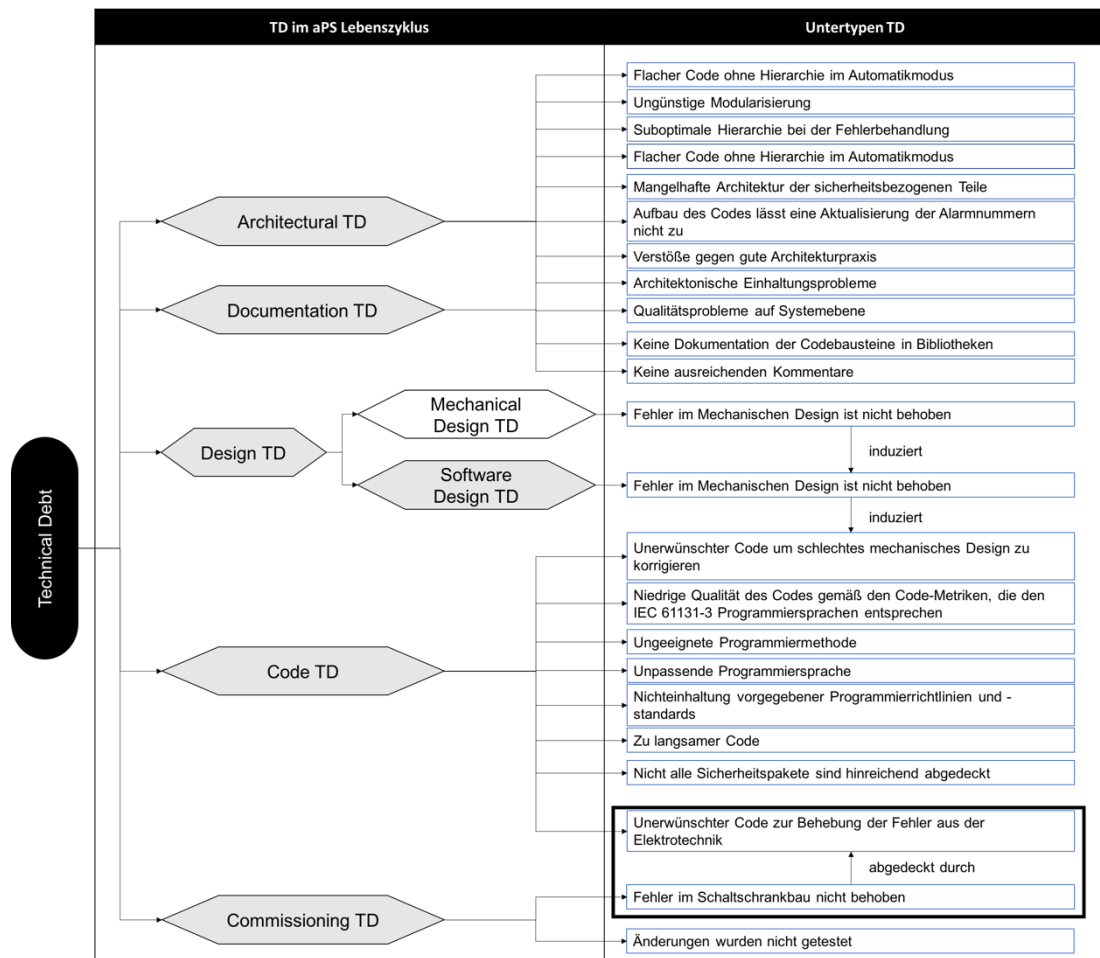 TD im aPS Lebenszyklus
Untertypen TD
Technical Debt
Architectural TD
Documentation TD
Design TD
Mechanical
Design TD
Software
Design TD
Code TD
Commissioning TD
Flacher Code ohne Hierarchie im Automatikmodus
Ungünstige Modularisierung
Suboptimale Hierarchie bei der Fehlerbehandlung
Flacher Code ohne Hierarchie im Automatikmodus
Mangelhafte Architektur der sicherheitsbezogenen Teile
Aufbau des Codes lässt eine Aktualisierung der Alarmnummern
nicht zu
Verstöße gegen gute Architekturpraxis
Architektonische Einhaltungsprobleme
Qualitätsprobleme auf Systemebene
Keine Dokumentation der Codebausteine in Bibliotheken
Keine ausreichenden Kommentare
Fehler im Mechanischen Design ist nicht behoben
induziert
Fehler im Mechanischen Design ist nicht behoben
induziert
Unerwünschter Code um schlechtes mechanisches Design zu
korrigieren
Niedrige Qualität des Codes gemäß den Code-Metriken, die den
IEC 61131-3 Programmiersprachen entsprechen
Ungeeignete Programmiermethode
Unpassende Programmiersprache
Nichteinhaltung vorgegebener Programmierrichtlinien und -
standards
Zu langsamer Code
Nicht alle Sicherheitspakete sind hinreichend abgedeckt
Unerwünschter Code zur Behebung der Fehler aus der
Elektrotechnik
abgedeckt durch
Fehler im Schaltschrankbau nicht behoben
Änderungen wurden nicht getestet